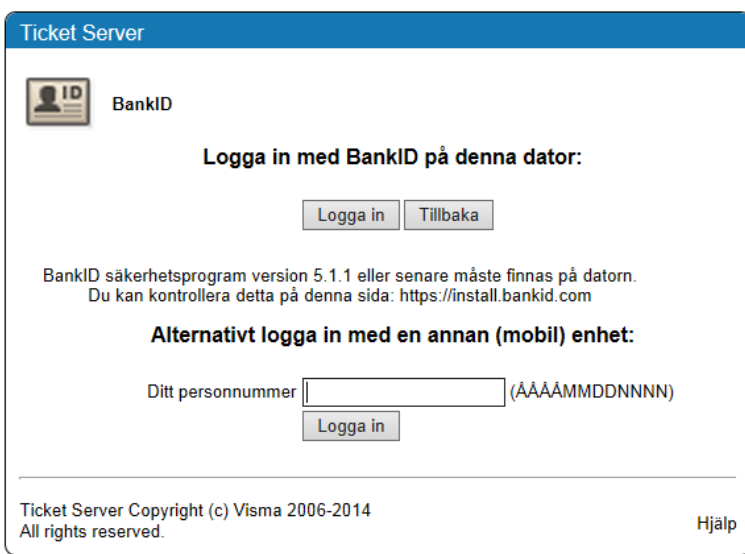 Ticket Server
ID
BankID
Logga in med BankID på denna dator:
Logga in Tillbaka
BankID säkerhetsprogram version 5.1.1 eller senare måste finnas på datorn.
Du kan kontrollera detta på denna sida: https://install.bankid.com
Alternativt logga in med en annan (mobil) enhet:
Ditt personnummer (ÅÅÅÅMMDDNNNN)
Logga in
Ticket Server Copyright (c) Visma 2006-2014
All rights reserved.
Hjälp